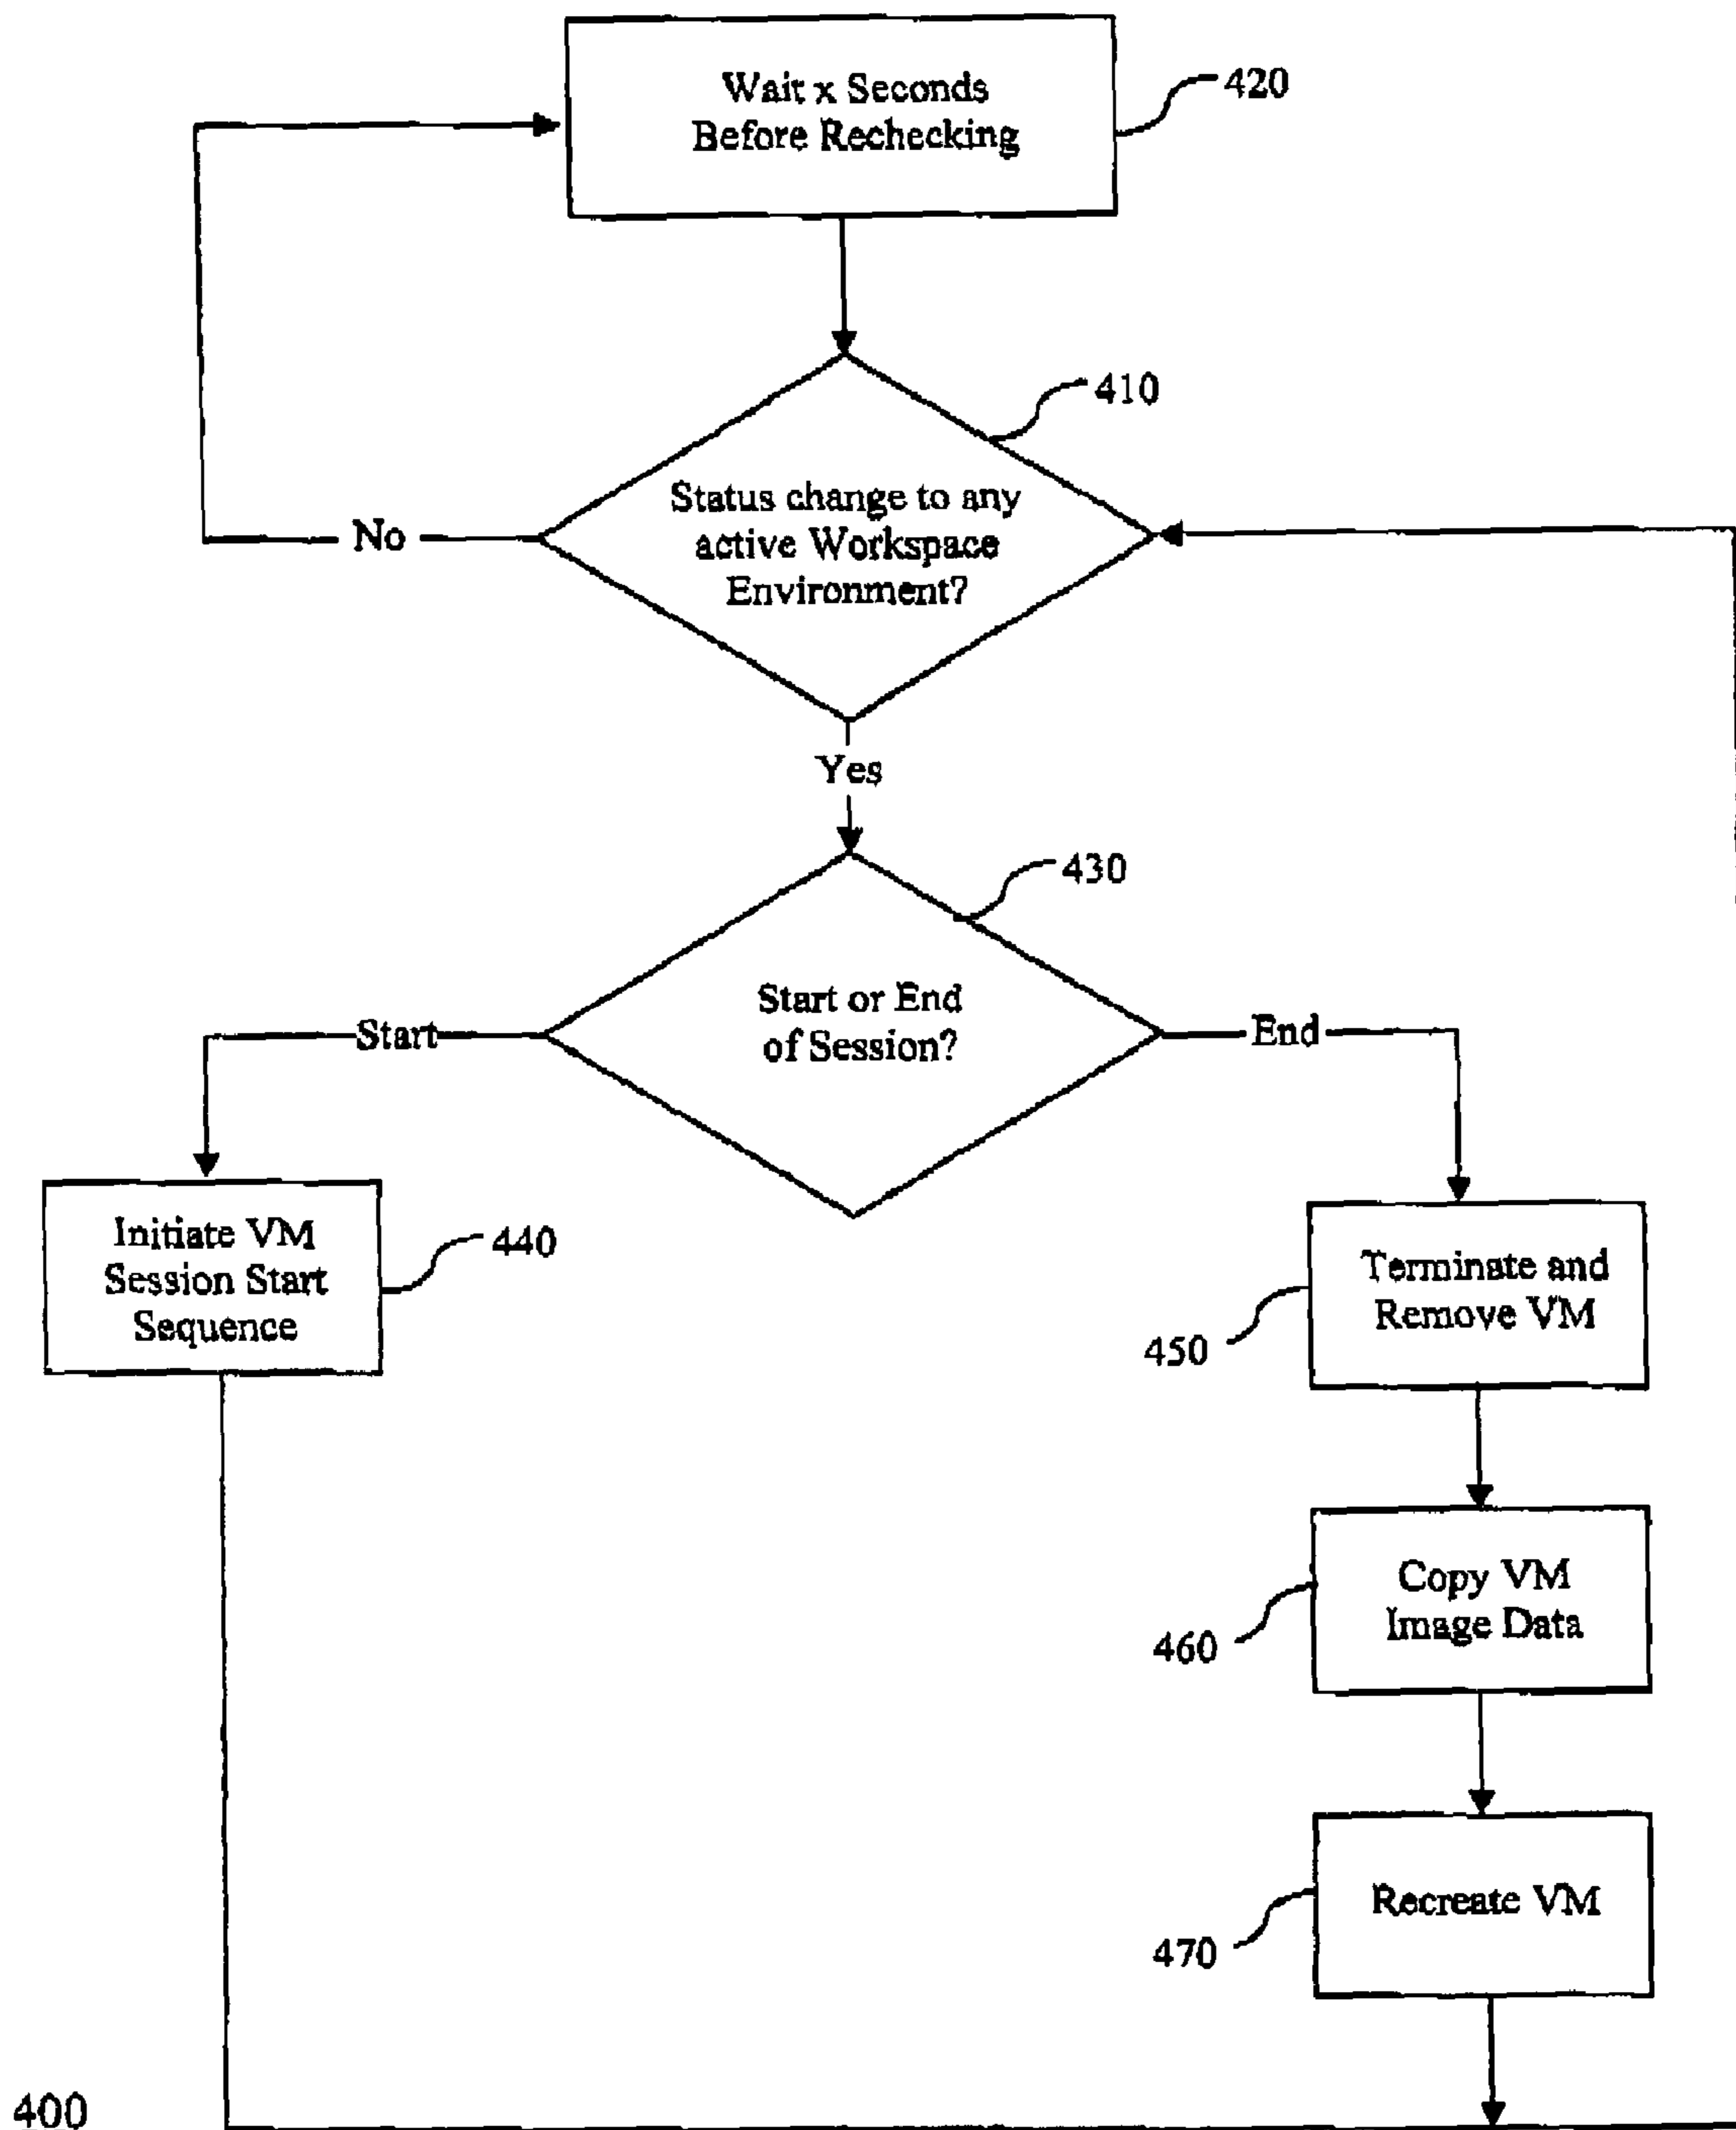 Wait x Seconds
Before Rechecking
420
410
Status change to any
active Workspace
Environment?
No
Yes
430
Start or End
of Session?
Start
End
Initiate VM
Session Start
Sequence
440
Terminate and
Remove VM
450
Copy VM
Image Data
460
Recreate VM
470
400